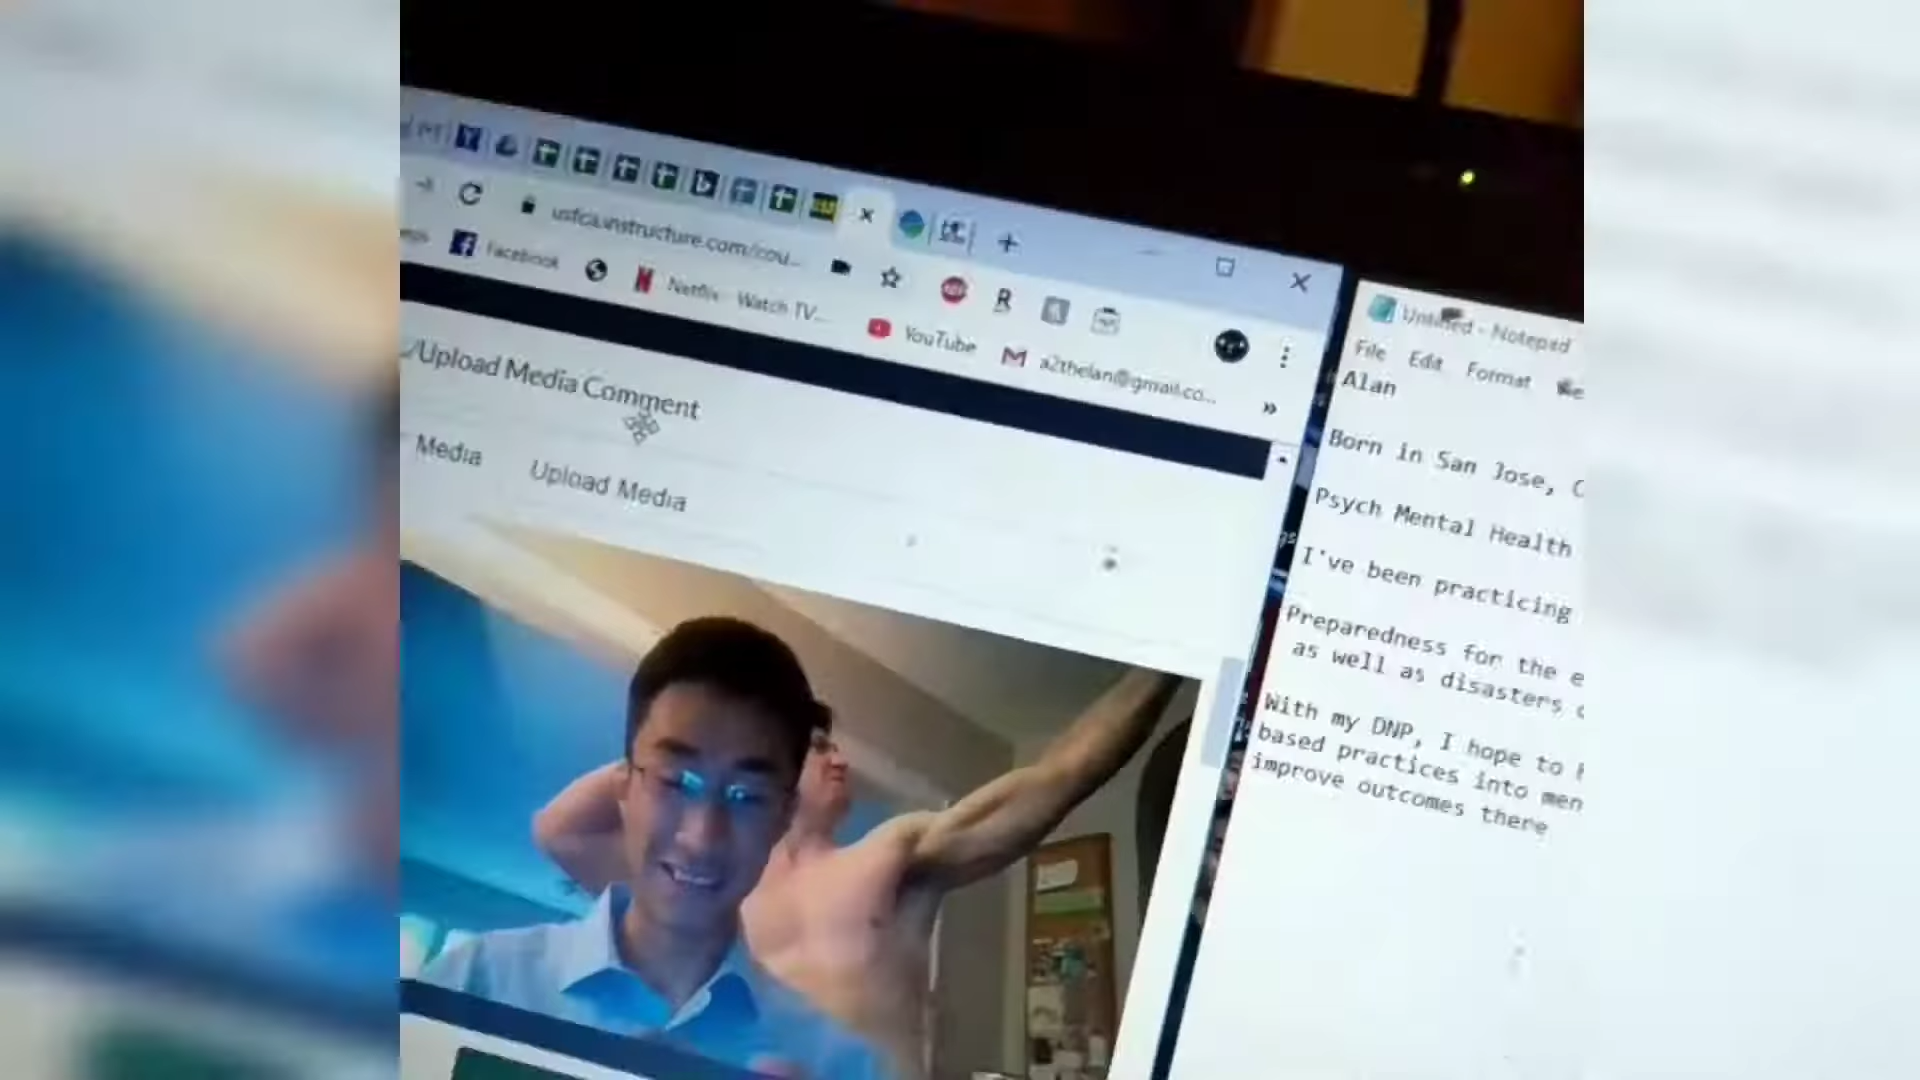 usfca.instructure.com/cou...
Facebook
Netflix
Watch TV...
YouTube
a2thelan@gmail.co...
/Upload Media Comment
Media
Upload Media
Untitled - Notepad
File Edit Format
Alan
Born in San Jose, C
Psych Mental Health
I've been practicing
Preparedness for the e
as well as disasters
With my DNP, I hope to
based practices into men
improve outcomes there